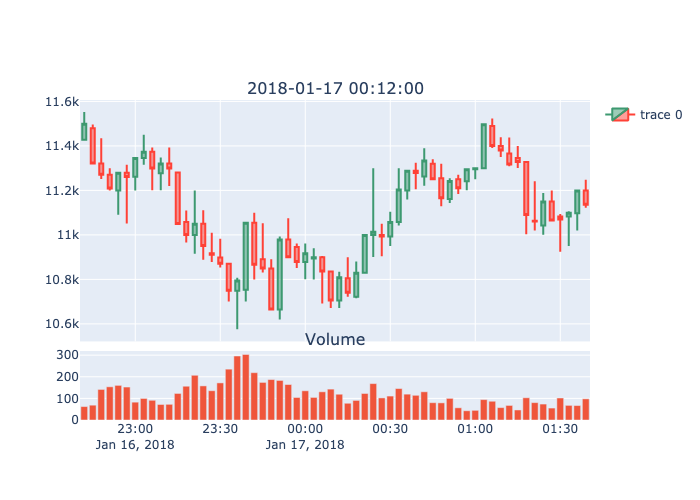 2018-01-17 00:12:00
11.6k
11.4k
11.2k
11k
10.8k
10.6k
trace 0
Volume
300
200
100
0
23:00 23:30 00:00 00:30 01:00 01:30
Jan 16, 2018 Jan 17, 2018